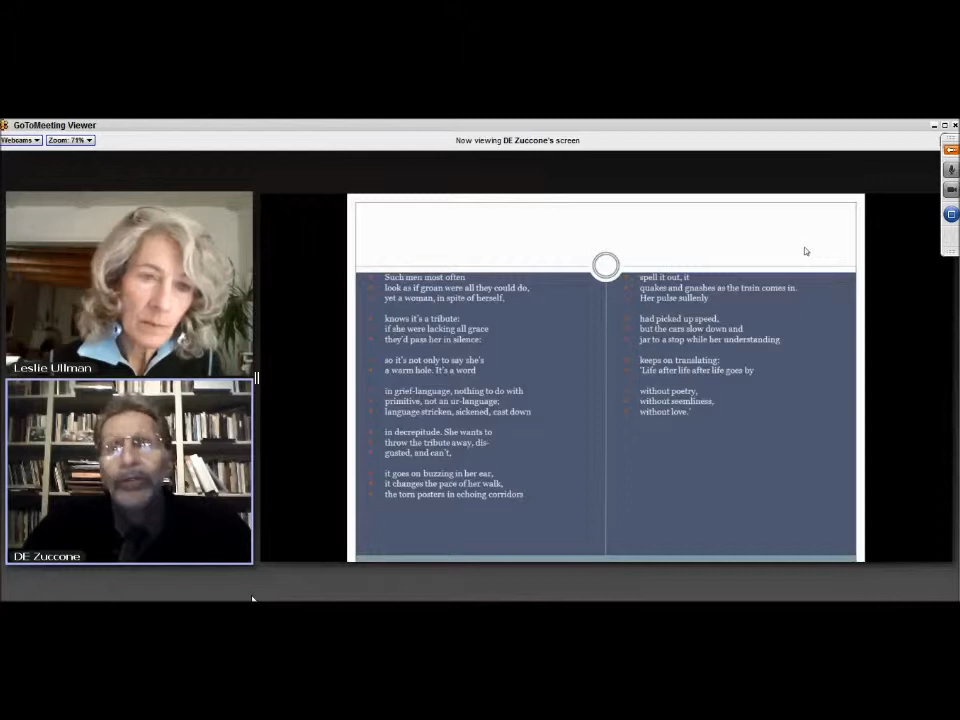 GoToMeeting Viewer
Webcams
Zoom: 71%
Now viewing DE Zuccone's screen
Leslie Ullman
DE Zuccone
Such men most often
look as if groan were all they could do,
yet a woman, in spite of herself,
knows it's a tribute:
if she were lacking all grace
they'd pass her in silence:
so it's not only to say she's
a warm hole. It's a word
in grief-language, nothing to do with
primitive, not an ur-language;
language stricken, sickened, cast down
in decrepitude. She wants to
throw the tribute away, dis-
gusted, and can't,
it goes on buzzing in her ear,
it changes the pace of her walk,
the torn posters in echoing corridors
spell it out, it
quakes and gnashes as the train comes in.
Her pulse sullenly
had picked up speed,
but the cars slow down and
jar to a stop while her understanding
keeps on translating:
'Life after life after life goes by
without poetry,
without seemliness,
without love.'